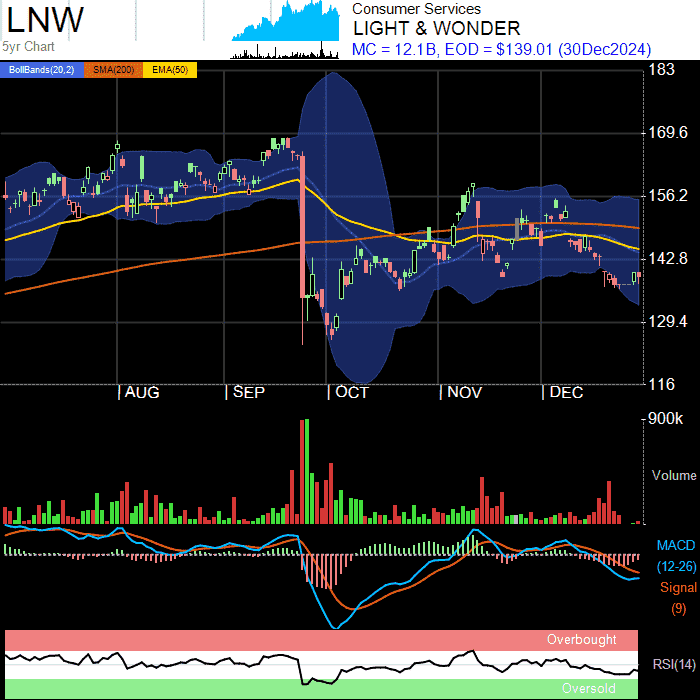 LNW
5yr Chart
Consumer Services
LIGHT & WONDER
MC = 12.1B, EOD = $139.01 (30Dec2024)
BollBands(20,2) SMA(200) EMA(50)
183
169.6
156.2
142.8
129.4
116
AUG SEP OCT NOV DEC
900k
Volume
MACD
(12-26)
Signal
(9)
Overbought
RSI(14)
Oversold